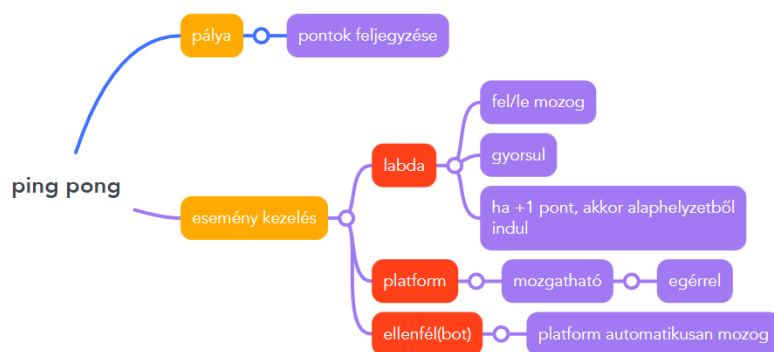 ping pong
pálya
pontok feljegyzése
esemény kezelés
labda
fel/le mozog
gyorsul
ha +1 pont, akkor alaphelyzetből
indul
platform
mozgatható
egérrel
ellenfél(bot)
platform automatikusan mozog